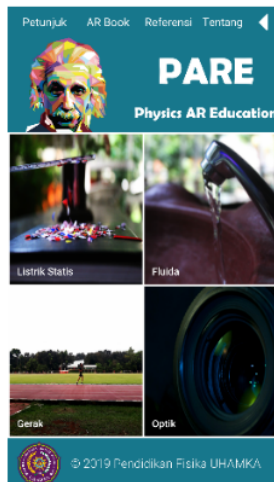 Petunjuk AR Book Referensi Tentang
PARE
Physics AR Education
Listrik Statis
Fluida
Gerak
Optik
© 2019 Pendidikan Fisika UHAMKA